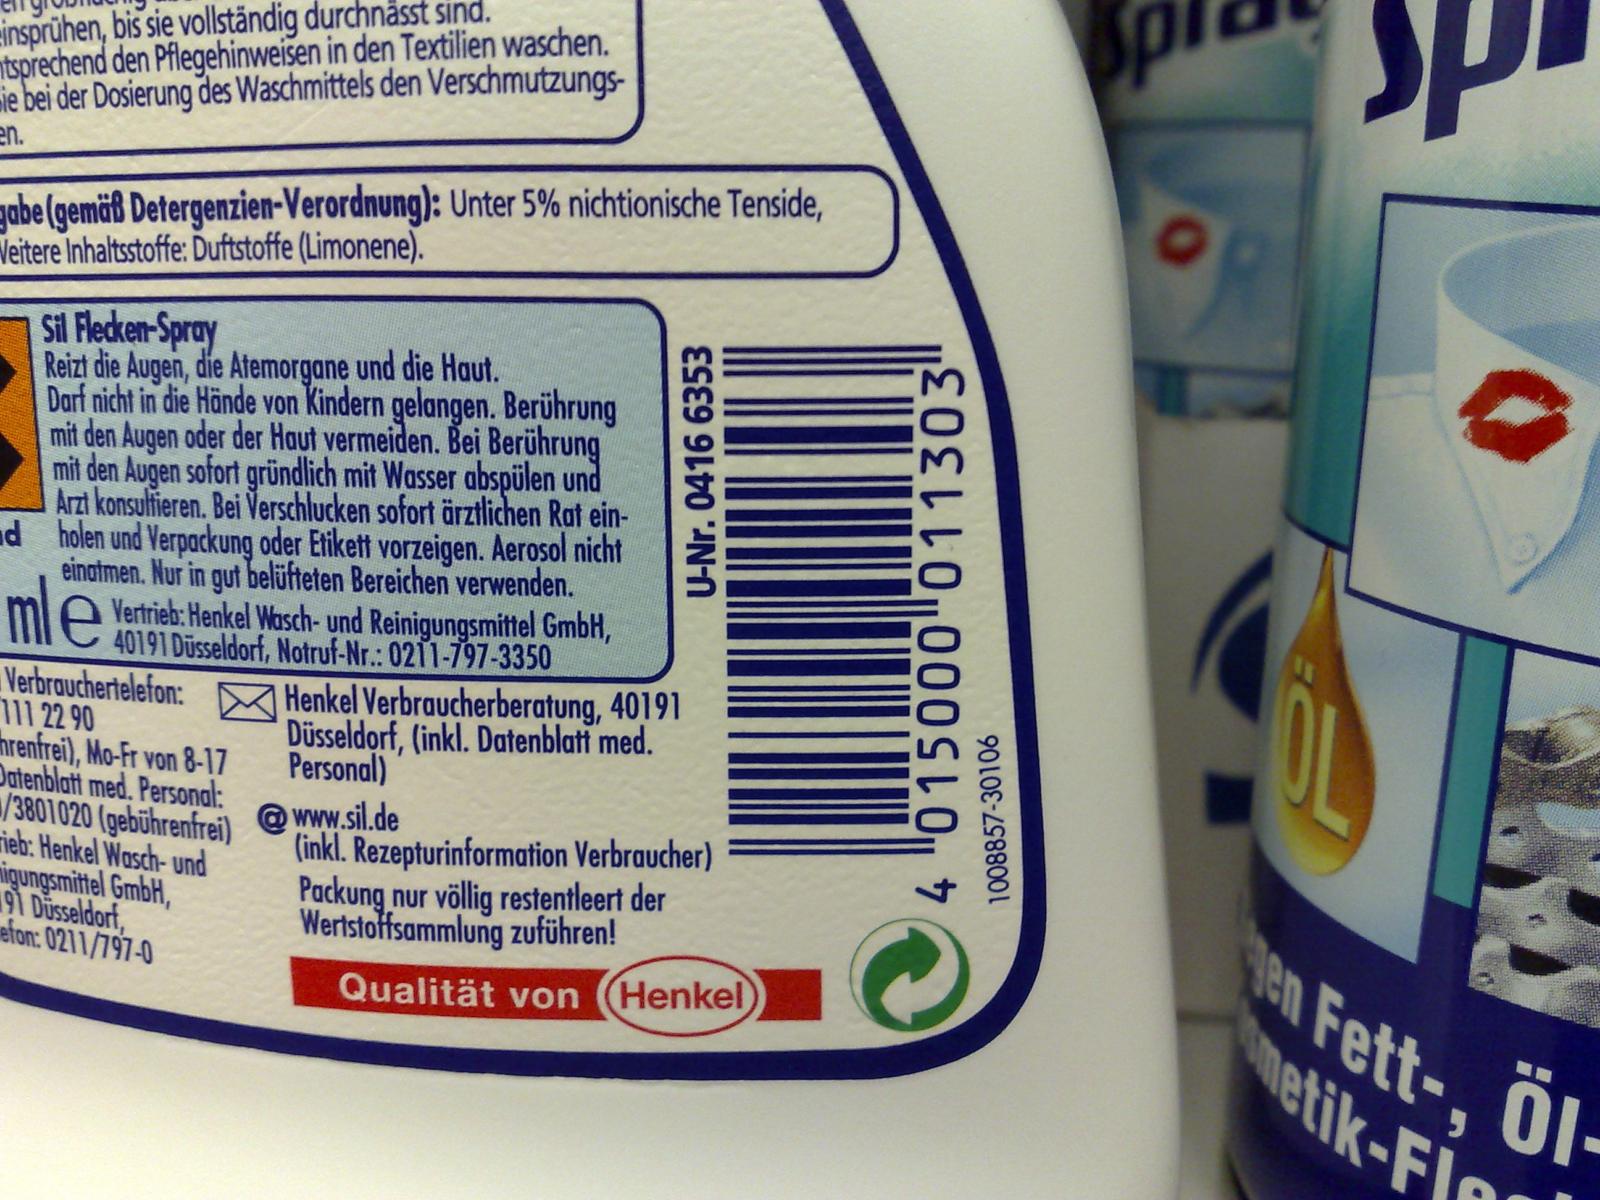 einsprühen, bis sie vollständig durchnässt sind.
entsprechend den Pflegehinweisen in den Textilien waschen.
bei der Dosierung des Waschmittels den Verschmutzungs-
en.
gabe (gemäß Detergenzien-Verordnung): Unter 5% nichtionische Tenside,
Weitere Inhaltsstoffe: Duftstoffe (Limonene).
Sil Flecken-Spray
Reizt die Augen, die Atemorgane und die Haut.
Darf nicht in die Hände von Kindern gelangen. Berührung
mit den Augen oder der Haut vermeiden. Bei Berührung
mit den Augen sofort gründlich mit Wasser abspülen und
Arzt konsultieren. Bei Verschlucken sofort ärztlichen Rat ein-
holen und Verpackung oder Etikett vorzeigen. Aerosol nicht
einatmen. Nur in gut belüfteten Bereichen verwenden.
ml e
Vertrieb: Henkel Wasch- und Reinigungsmittel GmbH,
40191 Düsseldorf, Notruf-Nr.: 0211-797-3350
Verbrauchertelefon:
111 22 90
hrenfrei), Mo-Fr von 8-17
Datenblatt med. Personal:
/3801020 (gebührenfrei)
rieb: Henkel Wasch- und
nigungsmittel GmbH,
191 Düsseldorf,
efon: 0211/797-0
Henkel Verbraucherberatung, 40191
Düsseldorf, (inkl. Datenblatt med.
Personal)
@ www.sil.de
(inkl. Rezepturinformation Verbraucher)
Packung nur völlig restentleert der
Wertstoffsammlung zuführen!
Qualität von Henkel
U-Nr. 0416 6353
4 015000 011303
1008857-30106
Spray
Spr
ÖL
gegen Fett-, Öl-
smetik-Fle